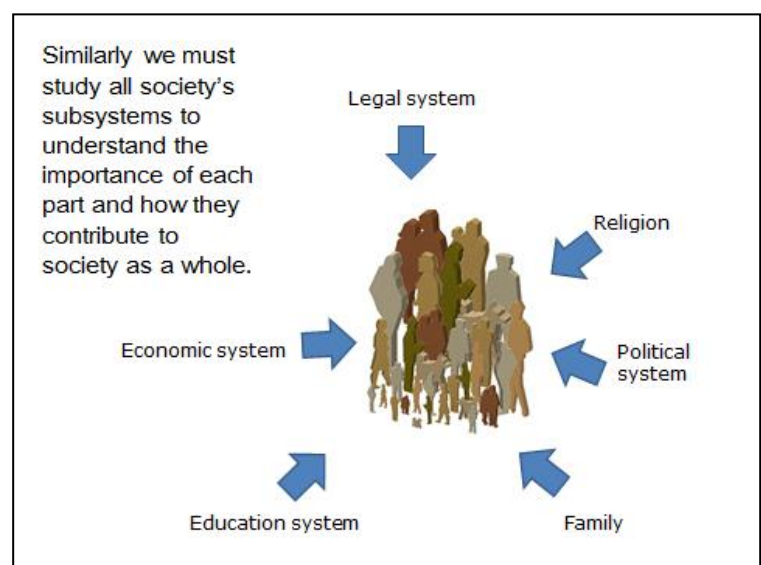 Similarly we must
study all society's
subsystems to
understand the
importance of each
part and how they
contribute to
society as a whole.
Legal system
Religion
Economic system
Political
system
Education system
Family